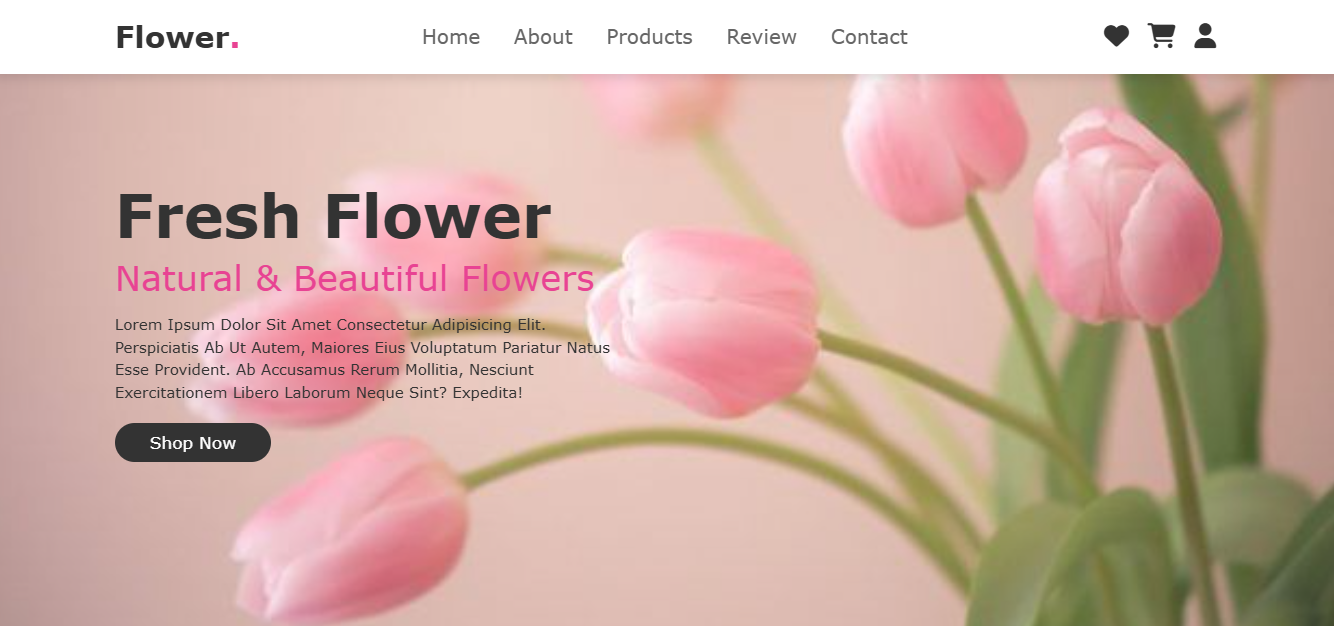 Flower.
Home About Products Review Contact
Fresh Flower
Natural & Beautiful Flowers
Lorem Ipsum Dolor Sit Amet Consectetur Adipisicing Elit.
Perspiciatis Ab Ut Autem, Maiores Eius Voluptatum Pariatur Natus
Esse Provident. Ab Accusamus Rerum Mollitia, Nesciunt
Exercitationem Libero Laborum Neque Sint? Expedita!
Shop Now